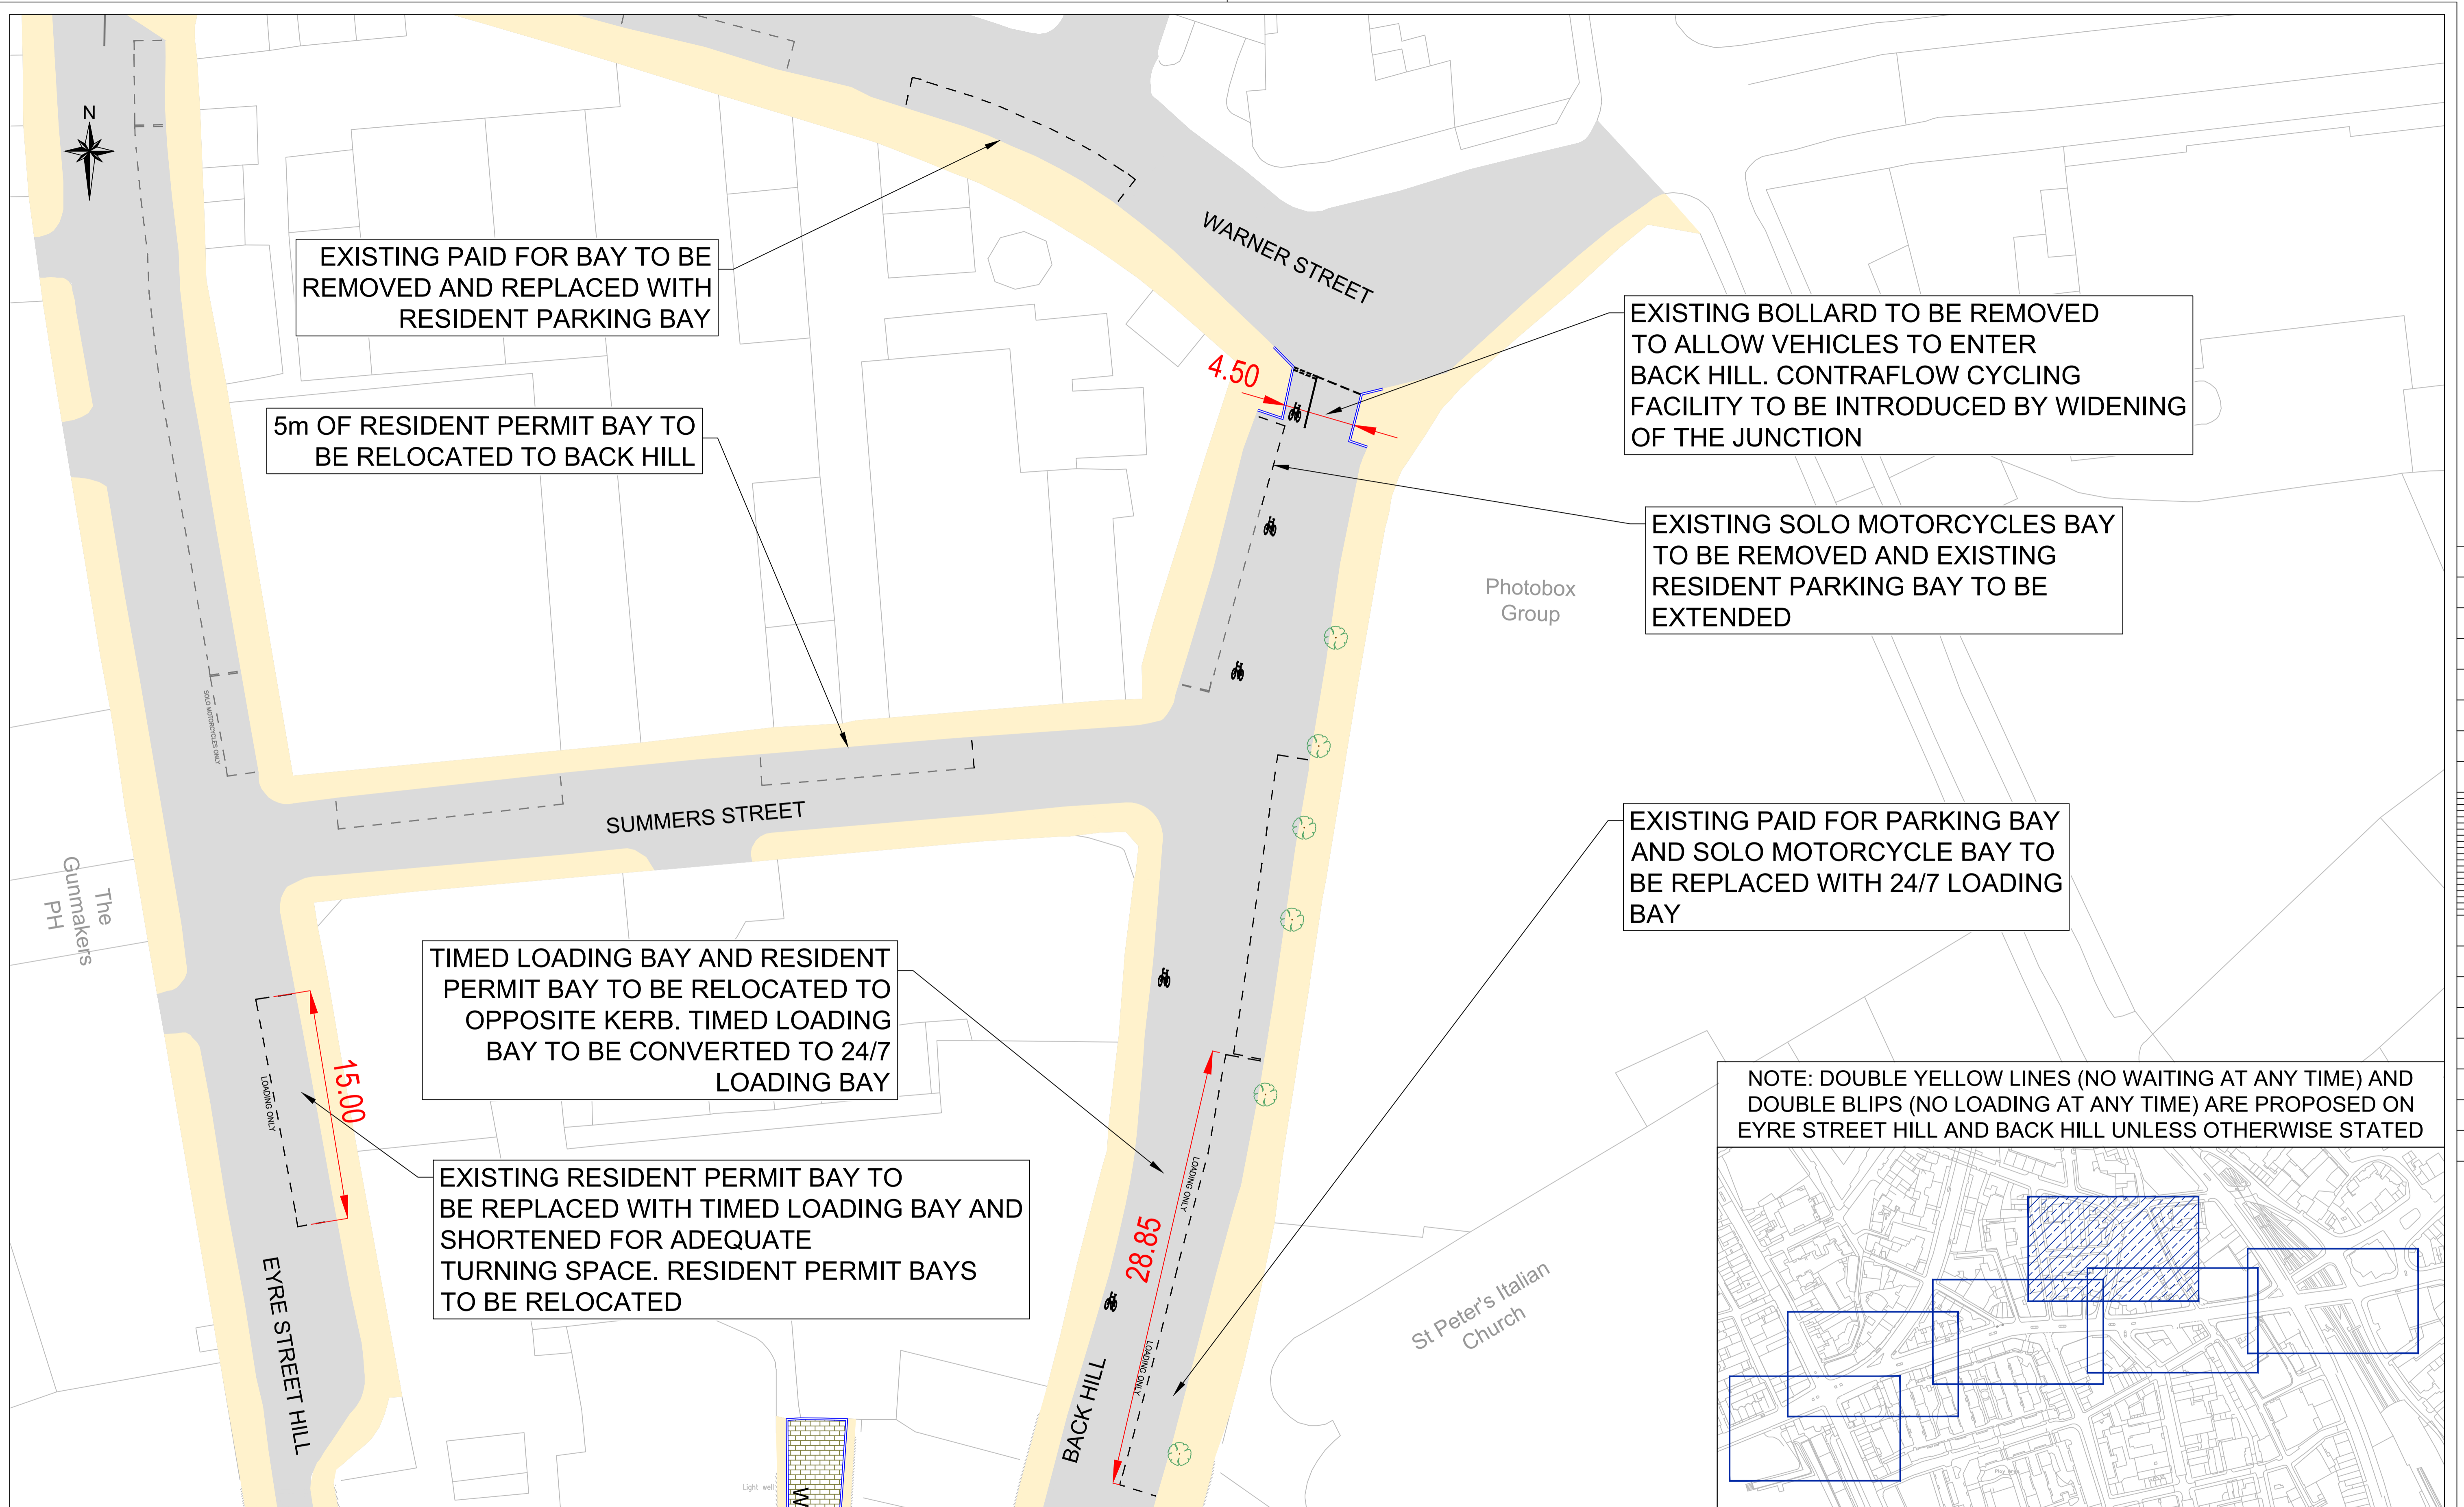 N
EXISTING PAID FOR BAY TO BE
REMOVED AND REPLACED WITH
RESIDENT PARKING BAY
WARNER STREET
4.50
EXISTING BOLLARD TO BE REMOVED
TO ALLOW VEHICLES TO ENTER
BACK HILL. CONTRAFLOW CYCLING
FACILITY TO BE INTRODUCED BY WIDENING
OF THE JUNCTION
5m OF RESIDENT PERMIT BAY TO
BE RELOCATED TO BACK HILL
EXISTING SOLO MOTORCYCLES BAY
TO BE REMOVED AND EXISTING
RESIDENT PARKING BAY TO BE
EXTENDED
Photobox
Group
SOLO MOTORCYCLES ONLY
SUMMERS STREET
EXISTING PAID FOR PARKING BAY
AND SOLO MOTORCYCLE BAY TO
BE REPLACED WITH 24/7 LOADING
BAY
The
Gunmakers
PH
TIMED LOADING BAY AND RESIDENT
PERMIT BAY TO BE RELOCATED TO
OPPOSITE KERB. TIMED LOADING
BAY TO BE CONVERTED TO 24/7
LOADING BAY
15.00
LOADING ONLY
NOTE: DOUBLE YELLOW LINES (NO WAITING AT ANY TIME) AND
DOUBLE BLIPS (NO LOADING AT ANY TIME) ARE PROPOSED ON
EYRE STREET HILL AND BACK HILL UNLESS OTHERWISE STATED
EXISTING RESIDENT PERMIT BAY TO
BE REPLACED WITH TIMED LOADING BAY AND
SHORTENED FOR ADEQUATE
TURNING SPACE. RESIDENT PERMIT BAYS
TO BE RELOCATED
LOADING ONLY
28.85
LOADING ONLY
EYRE STREET HILL
BACK HILL
St Peter's Italian
Church
Light well
W